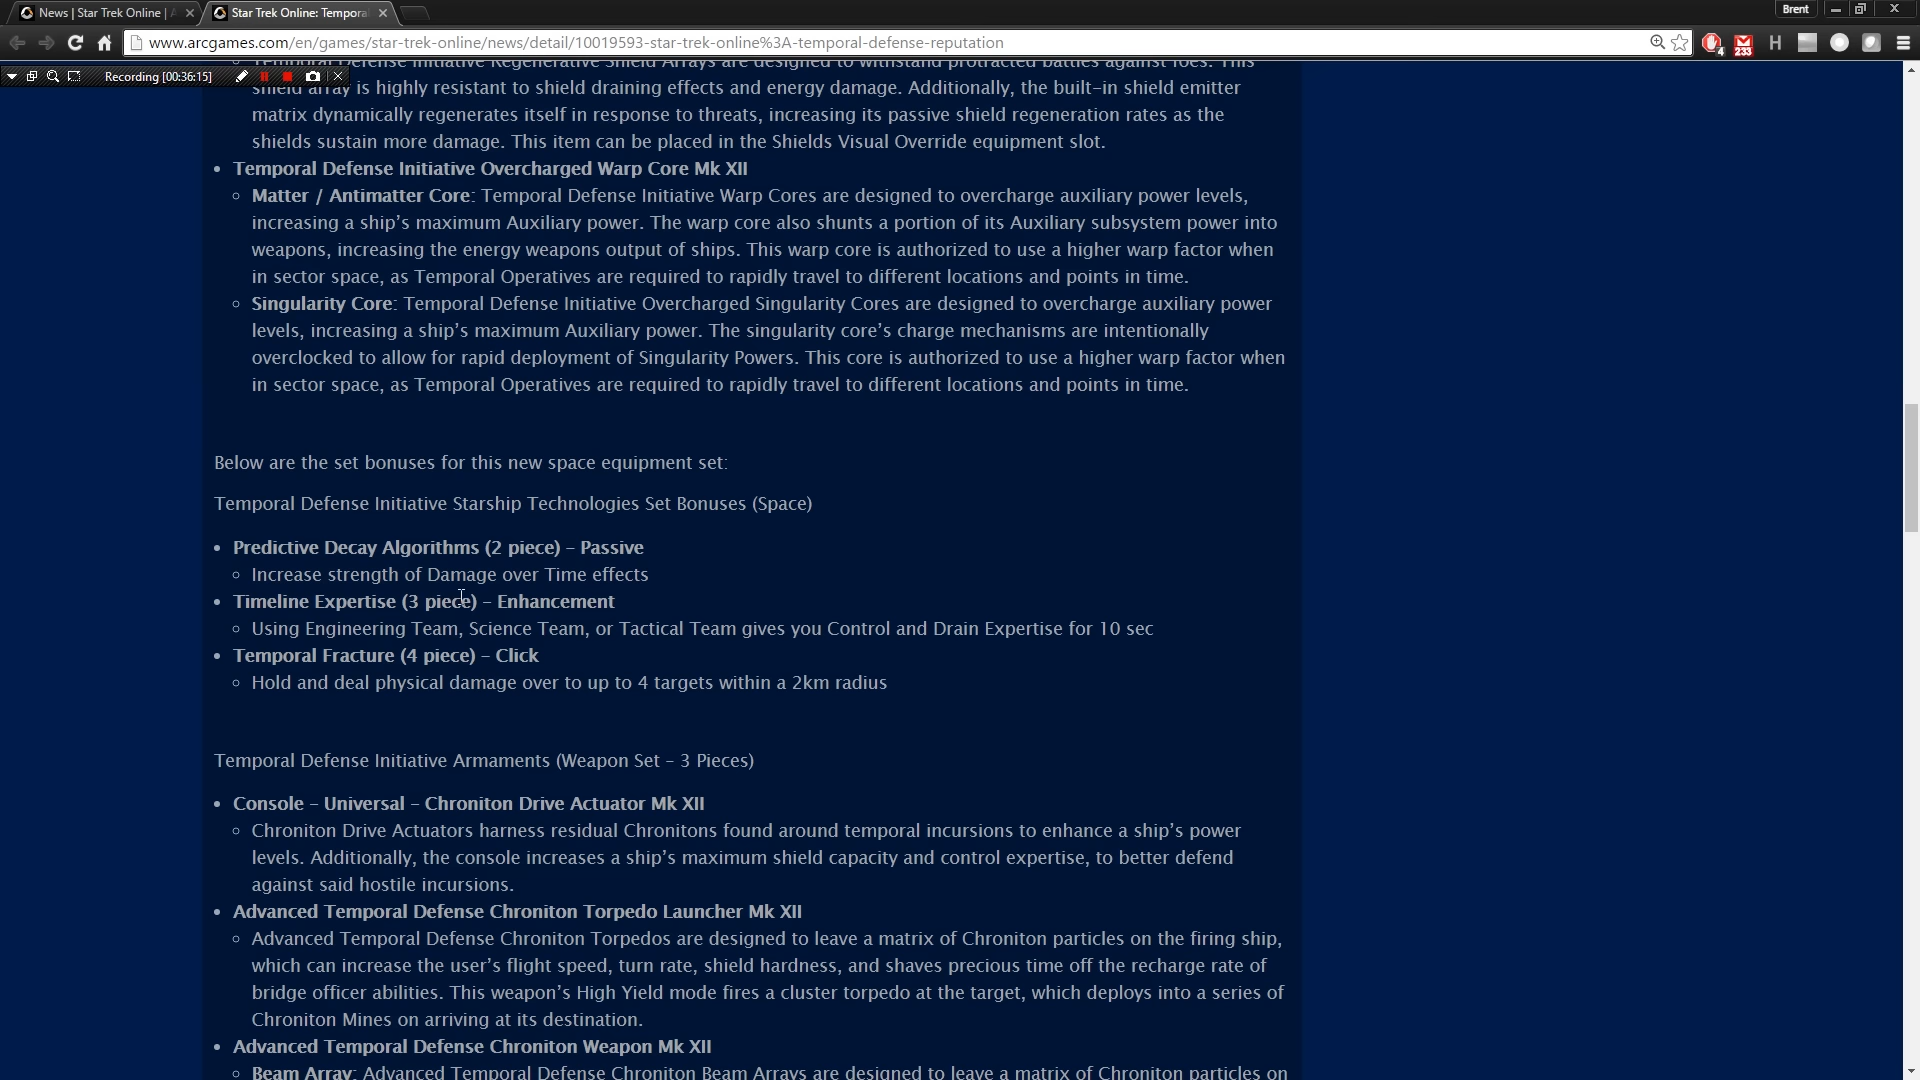 News | Star Trek Online |
Star Trek Online: Tempora
Brent
www.arcgames.com/en/games/star-trek-online/news/detail/10019593-star-trek-online%3A-temporal-defense-reputation
4
233
H
Recording [00:36:15]
Temporal Defense Initiative Regenerative Shield Arrays are designed to withstand protracted battles against foes. This
shield array is highly resistant to shield draining effects and energy damage. Additionally, the built-in shield emitter
matrix dynamically regenerates itself in response to threats, increasing its passive shield regeneration rates as the
shields sustain more damage. This item can be placed in the Shields Visual Override equipment slot.
• Temporal Defense Initiative Overcharged Warp Core Mk XII
◦ Matter / Antimatter Core: Temporal Defense Initiative Warp Cores are designed to overcharge auxiliary power levels,
increasing a ship's maximum Auxiliary power. The warp core also shunts a portion of its Auxiliary subsystem power into
weapons, increasing the energy weapons output of ships. This warp core is authorized to use a higher warp factor when
in sector space, as Temporal Operatives are required to rapidly travel to different locations and points in time.
◦ Singularity Core: Temporal Defense Initiative Overcharged Singularity Cores are designed to overcharge auxiliary power
levels, increasing a ship's maximum Auxiliary power. The singularity core's charge mechanisms are intentionally
overclocked to allow for rapid deployment of Singularity Powers. This core is authorized to use a higher warp factor when
in sector space, as Temporal Operatives are required to rapidly travel to different locations and points in time.
Below are the set bonuses for this new space equipment set:
Temporal Defense Initiative Starship Technologies Set Bonuses (Space)
• Predictive Decay Algorithms (2 piece) – Passive
◦ Increase strength of Damage over Time effects
• Timeline Expertise (3 piece) – Enhancement
◦ Using Engineering Team, Science Team, or Tactical Team gives you Control and Drain Expertise for 10 sec
• Temporal Fracture (4 piece) – Click
◦ Hold and deal physical damage over to up to 4 targets within a 2km radius
Temporal Defense Initiative Armaments (Weapon Set – 3 Pieces)
• Console – Universal – Chroniton Drive Actuator Mk XII
◦ Chroniton Drive Actuators harness residual Chronitons found around temporal incursions to enhance a ship's power
levels. Additionally, the console increases a ship's maximum shield capacity and control expertise, to better defend
against said hostile incursions.
• Advanced Temporal Defense Chroniton Torpedo Launcher Mk XII
◦ Advanced Temporal Defense Chroniton Torpedos are designed to leave a matrix of Chroniton particles on the firing ship,
which can increase the user's flight speed, turn rate, shield hardness, and shaves precious time off the recharge rate of
bridge officer abilities. This weapon's High Yield mode fires a cluster torpedo at the target, which deploys into a series of
Chroniton Mines on arriving at its destination.
• Advanced Temporal Defense Chroniton Weapon Mk XII
◦ Beam Array: Advanced Temporal Defense Chroniton Beam Arrays are designed to leave a matrix of Chroniton particles on